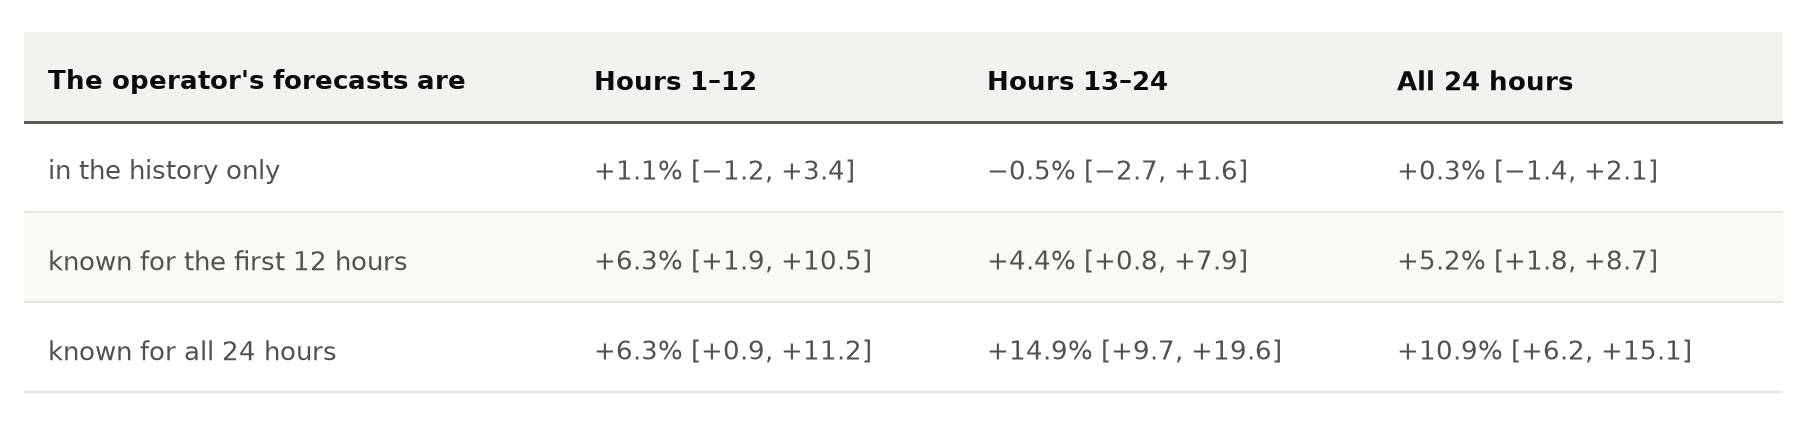 The operator's forecasts are Hours 1–12 Hours 13–24 All 24 hours
in the history only +1.1% [−1.2, +3.4] −0.5% [−2.7, +1.6] +0.3% [−1.4, +2.1]
known for the first 12 hours +6.3% [+1.9, +10.5] +4.4% [+0.8, +7.9] +5.2% [+1.8, +8.7]
known for all 24 hours +6.3% [+0.9, +11.2] +14.9% [+9.7, +19.6] +10.9% [+6.2, +15.1]